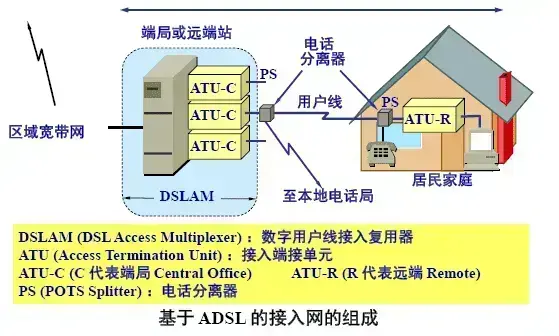 端局或远端站
电话
分离器
PS
ATU-C
ATU-C
ATU-C
用户线
PS
ATU-R
区域宽带网
居民家庭
至本地电话局
DSLAM
DSLAM (DSL Access Multiplexer)：数字用户线接入复用器
ATU (Access Termination Unit)：接入端接单元
ATU-C (C 代表端局 Central Office) ATU-R (R 代表远端 Remote)
PS (POTS Splitter)：电话分离器
基于 ADSL 的接入网的组成